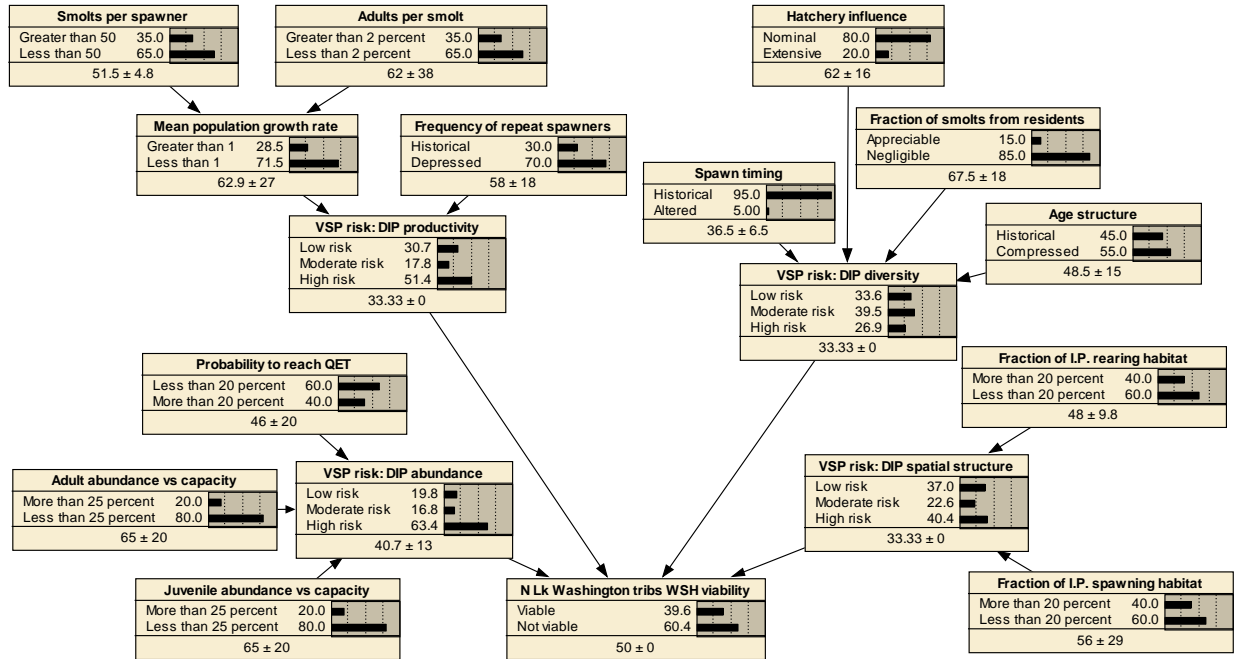 Smolts per spawner
Greater than 50 35.0
Less than 50 65.0
51.5 ± 4.8
Adults per smolt
Greater than 2 percent 35.0
Less than 2 percent 65.0
62 ± 38
Hatchery influence
Nominal 80.0
Extensive 20.0
62 ± 16
Mean population growth rate
Greater than 1 28.5
Less than 1 71.5
62.9 ± 27
Frequency of repeat spawners
Historical 30.0
Depressed 70.0
58 ± 18
Fraction of smolts from residents
Appreciable 15.0
Negligible 85.0
67.5 ± 18
Spawn timing
Historical 95.0
Altered 5.00
36.5 ± 6.5
Age structure
Historical 45.0
Compressed 55.0
48.5 ± 15
VSP risk: DIP productivity
Low risk 30.7
Moderate risk 17.8
High risk 51.4
33.33 ± 0
VSP risk: DIP diversity
Low risk 33.6
Moderate risk 39.5
High risk 26.9
33.33 ± 0
Probability to reach QET
Less than 20 percent 60.0
More than 20 percent 40.0
46 ± 20
Fraction of I.P. rearing habitat
More than 20 percent 40.0
Less than 20 percent 60.0
48 ± 9.8
Adult abundance vs capacity
More than 25 percent 20.0
Less than 25 percent 80.0
65 ± 20
VSP risk: DIP abundance
Low risk 19.8
Moderate risk 16.8
High risk 63.4
40.7 ± 13
VSP risk: DIP spatial structure
Low risk 37.0
Moderate risk 22.6
High risk 40.4
33.33 ± 0
Juvenile abundance vs capacity
More than 25 percent 20.0
Less than 25 percent 80.0
65 ± 20
N Lk Washington tribs WSH viability
Viable 39.6
Not viable 60.4
50 ± 0
Fraction of I.P. spawning habitat
More than 20 percent 40.0
Less than 20 percent 60.0
56 ± 29